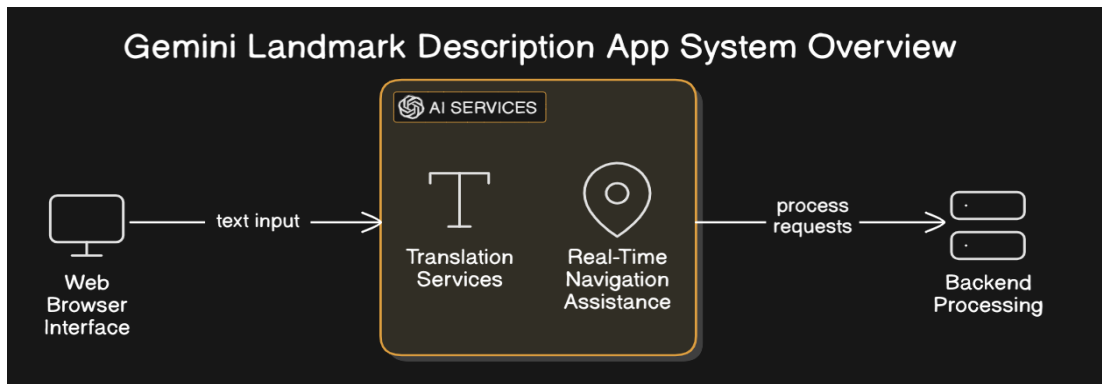 Gemini Landmark Description App System Overview
AI SERVICES
text input
process
requests
Translation
Services
Real-Time
Navigation
Assistance
Web
Browser
Interface
Backend
Processing